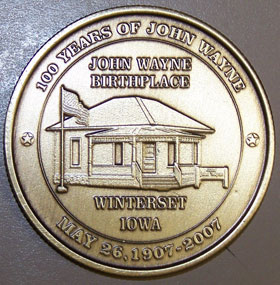 100 YEARS OF JOHN WAYNE
JOHN WAYNE
BIRTHPLACE
WINTERSET
IOWA
MAY 26, 1907-2007